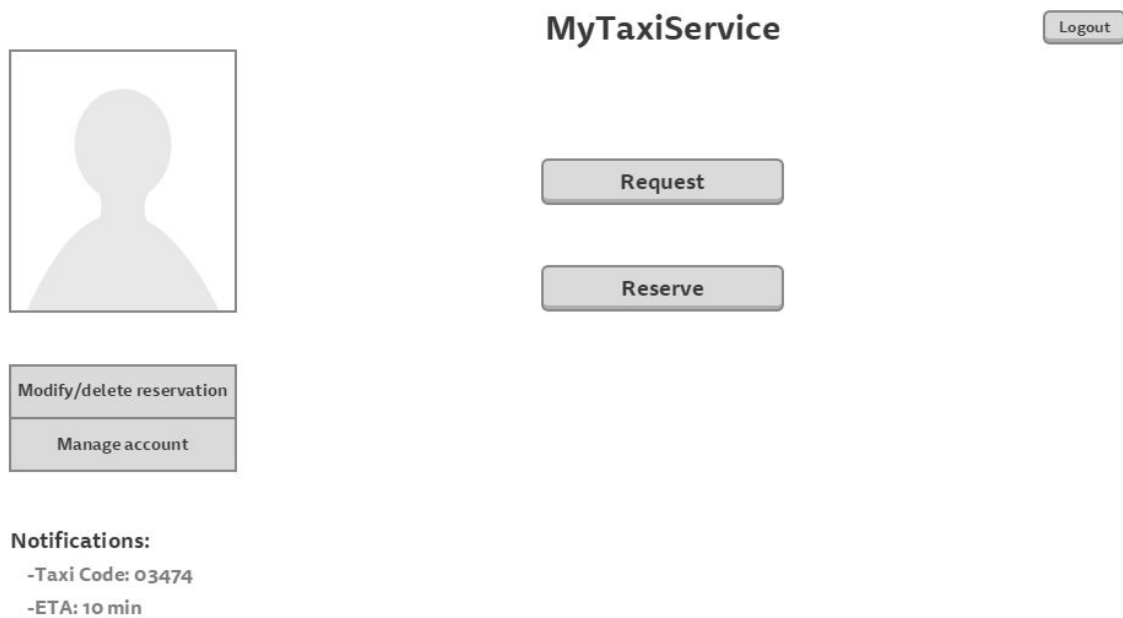 MyTaxiService
Logout
Request
Reserve
Modify/delete reservation
Manage account
Notifications:
-Taxi Code: 03474
-ETA: 10 min